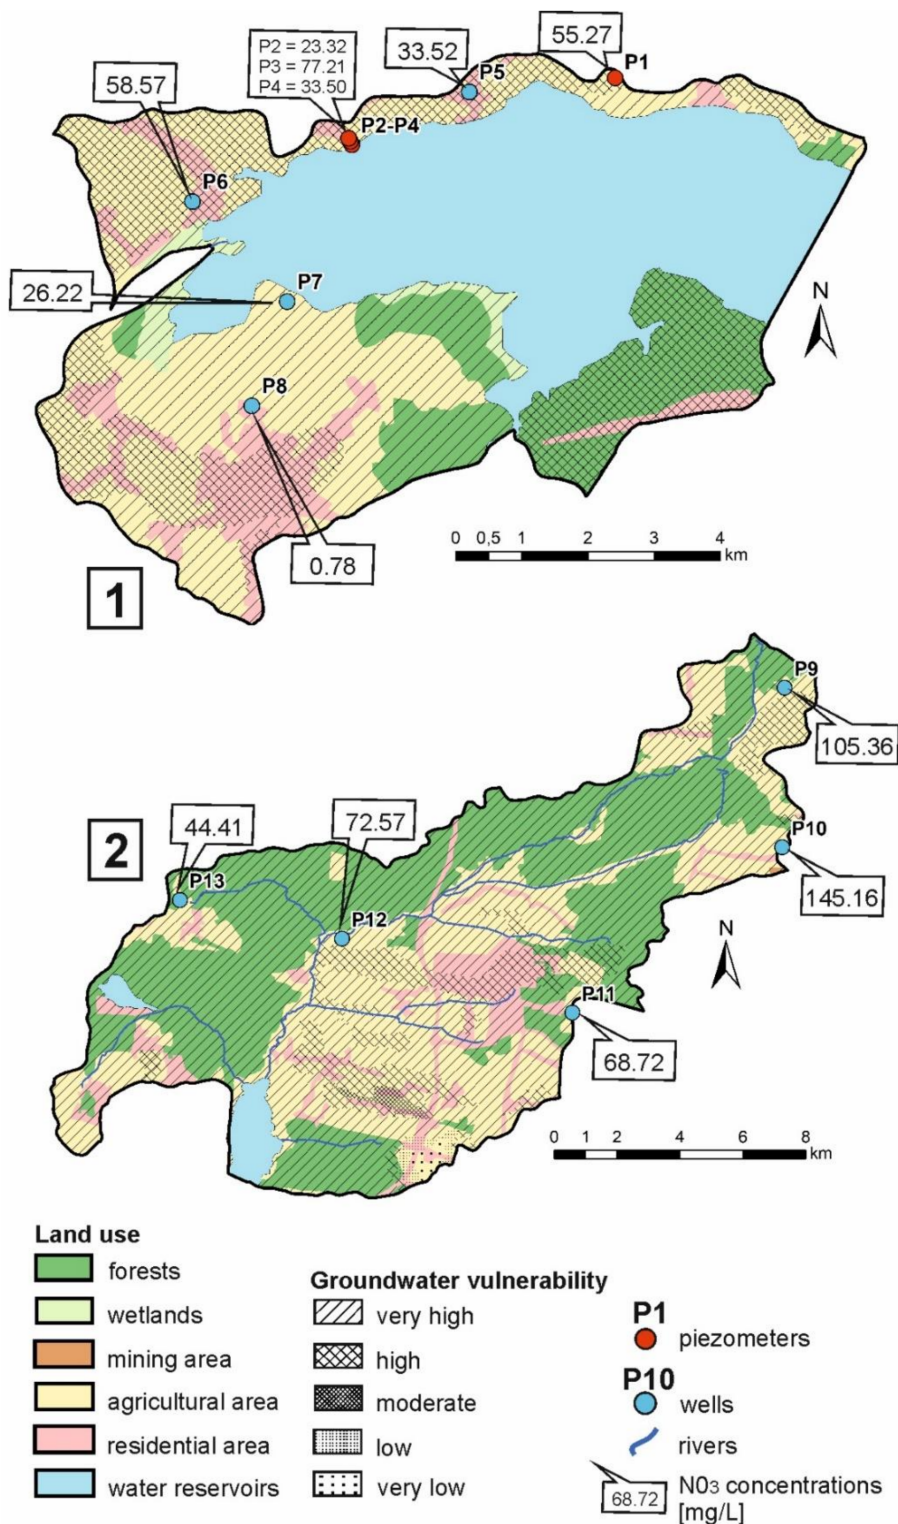 55.27
P1
P2 = 23.32
P3 = 77.21
P4 = 33.50
33.52
P5
58.57
P2-P4
P6
26.22
P7
N
P8
0.78
0 0,5 1 2 3 4
km
1
P9
105.36
2
44.41
72.57
P10
145.16
P13
P12
N
P11
68.72
0 1 2 4 6 8
km
Land use
forests
wetlands
mining area
agricultural area
residential area
water reservoirs
Groundwater vulnerability
very high
high
moderate
low
very low
P1
piezometers
P10
wells
rivers
68.72
N03 concentrations
[mg/L]